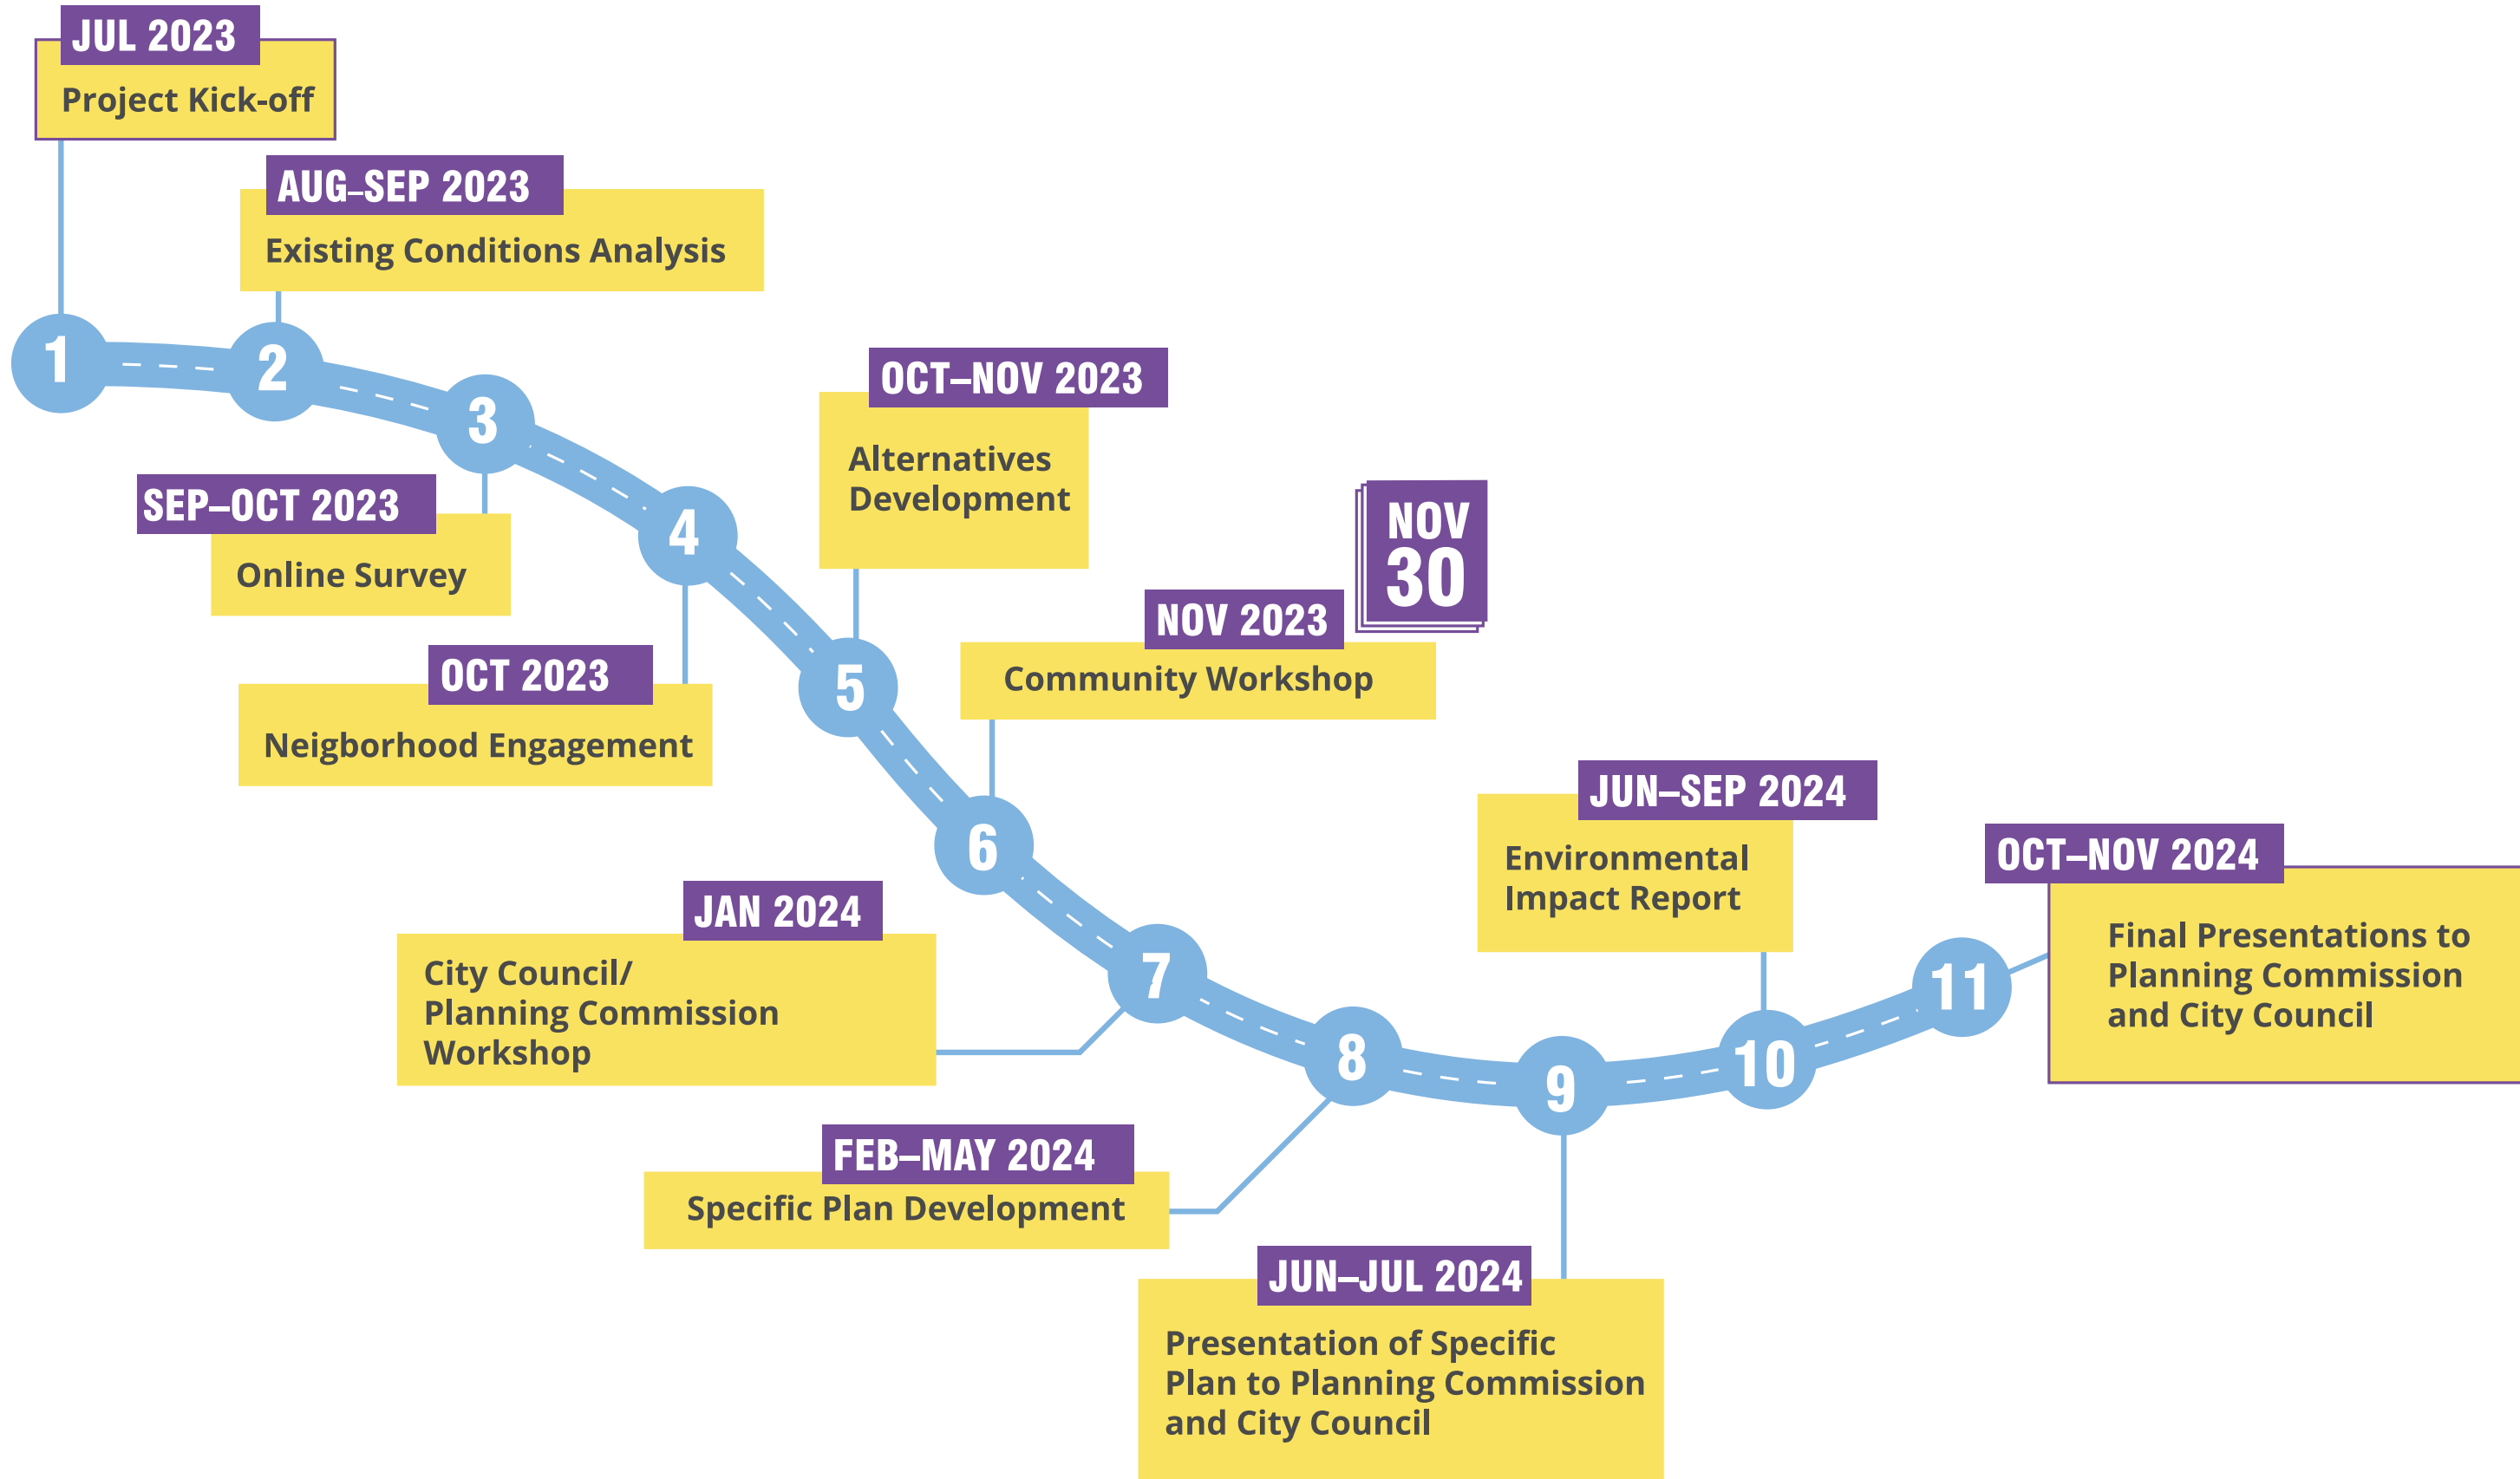 JUL 2023
Project Kick-off
1
AUG–SEP 2023
Existing Conditions Analysis
2
SEP–OCT 2023
Online Survey
3
OCT 2023
Neigborhood Engagement
4
OCT–NOV 2023
Alternatives
Development
5
NOV 2023
Community Workshop
NOV
30
6
JAN 2024
City Council/
Planning Commission
Workshop
7
FEB–MAY 2024
Specific Plan Development
8
JUN–JUL 2024
Presentation of Specific
Plan to Planning Commission
and City Council
9
JUN–SEP 2024
Environmental
Impact Report
10
OCT–NOV 2024
Final Presentations to
Planning Commission
and City Council
11